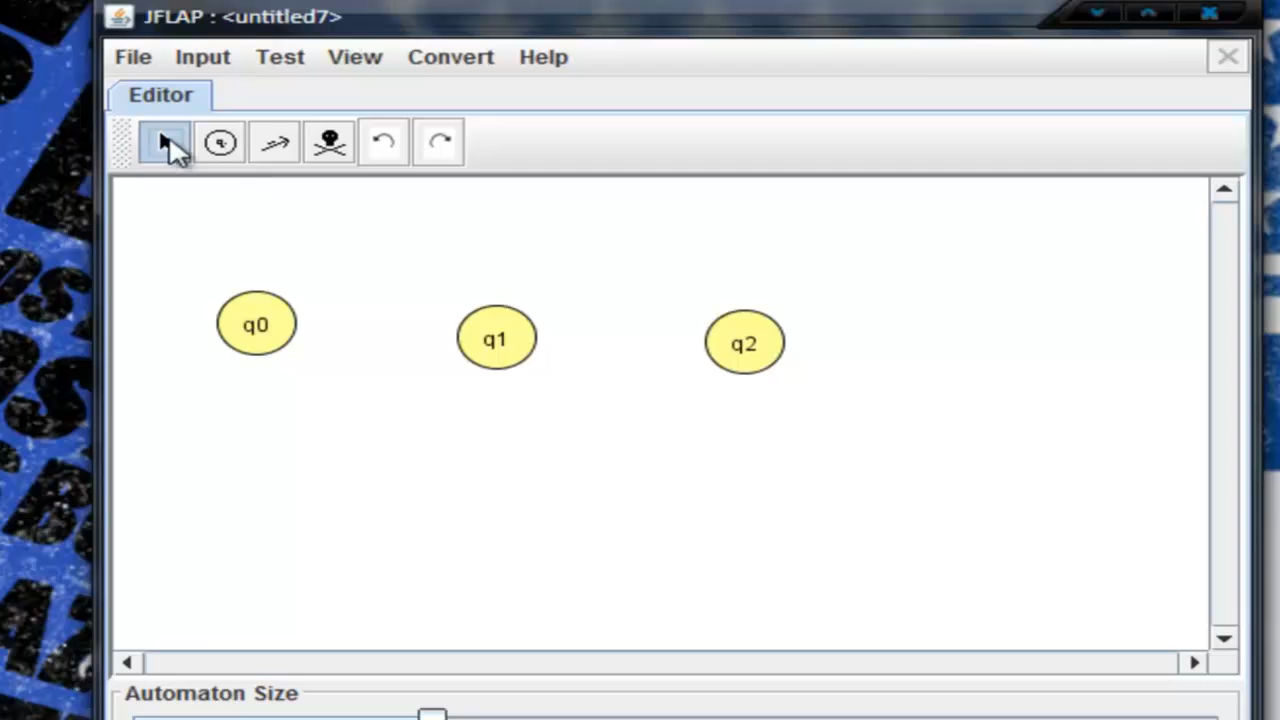 JFLAP : <untitled7>
File Input Test View Convert Help
Editor
q
q0 q1 q2
Automaton Size